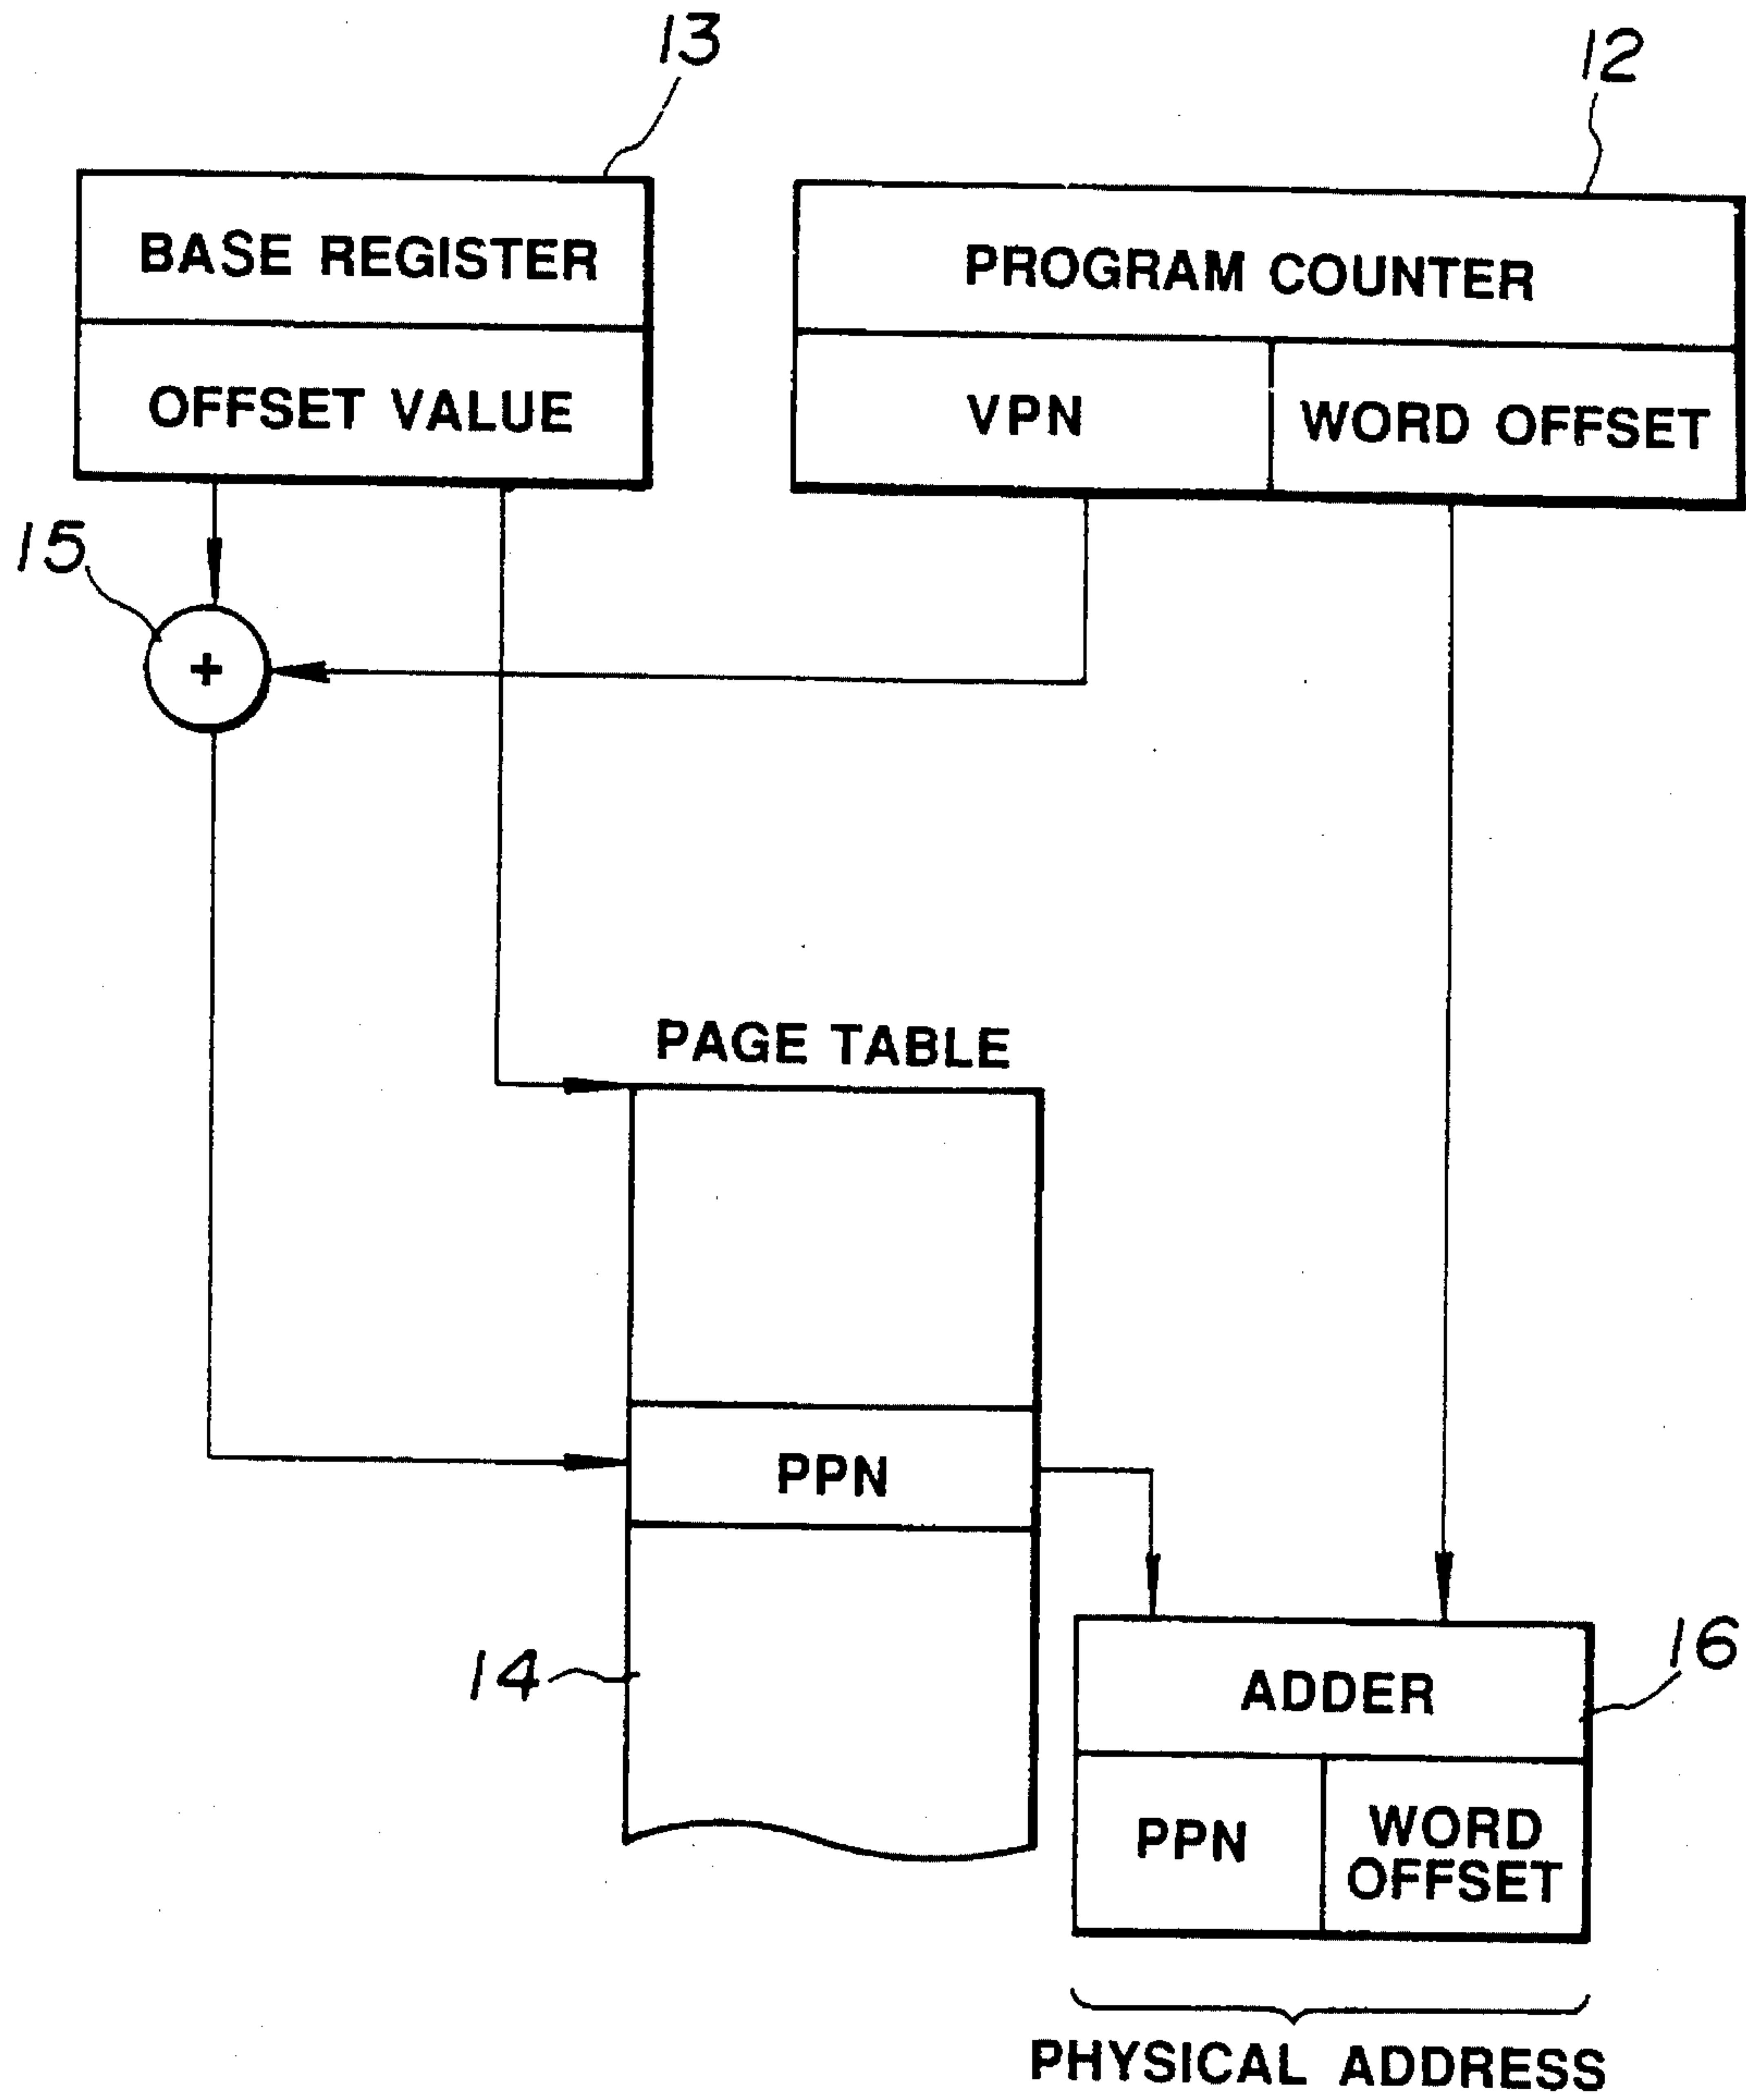 13
12
BASE REGISTER
PROGRAM COUNTER
OFFSET VALUE
VPN
WORD OFFSET
15
+
PAGE TABLE
PPN
14
16
ADDER
PPN
WORD
OFFSET
PHYSICAL ADDRESS